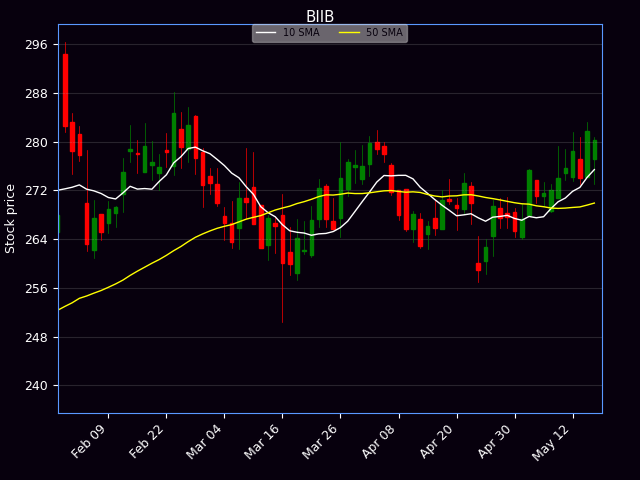 BIIB
10 SMA
50 SMA
Stock price
296
288
280
272
264
256
248
240
Feb 09
Feb 22
Mar 04
Mar 16
Mar 26
Apr 08
Apr 20
Apr 30
May 12